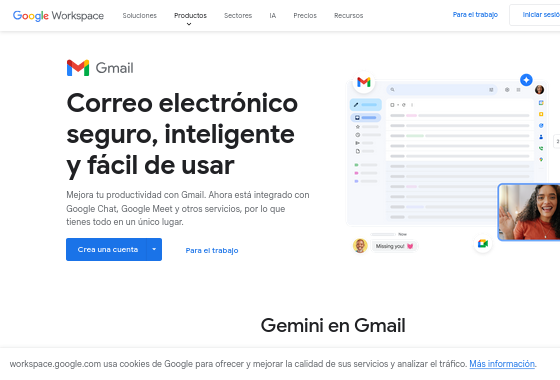 Google Workspace Soluciones Productos Sectores IA Precios Recursos Para el trabajo Iniciar sesió
Gmail
Correo electrónico
seguro, inteligente
y fácil de usar
Mejora tu productividad con Gmail. Ahora está integrado con
Google Chat, Google Meet y otros servicios, por lo que
tienes todo en un único lugar.
Crea una cuenta Para el trabajo
Now
Missing you!
Gemini en Gmail
workspace.google.com usa cookies de Google para ofrecer y mejorar la calidad de sus servicios y analizar el tráfico. Más información.